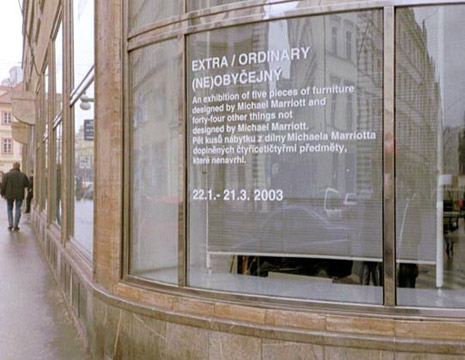 EXTRA / ORDINARY
(NE)OBYČEJNÝ
An exhibition of five pieces of furniture
designed by Michael Marriott and
forty-four other things not
designed by Michael Marriott.
Pět kusů nábytku z dílny Michaela Marriotta
doplněných čtyřicetičtyřmi předměty,
které nenavrhl.
22.1.- 21.3. 2003